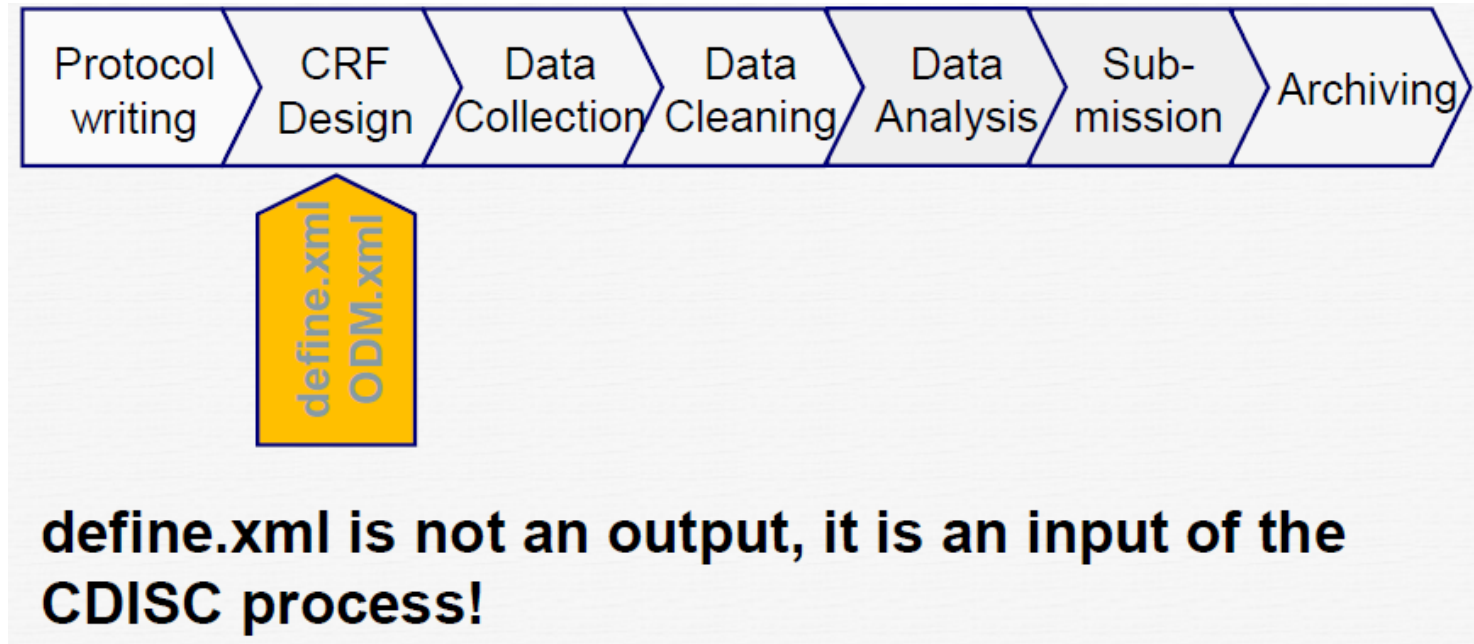 Protocol
writing
CRF
Design
Data
Collection
Data
Cleaning
Data
Analysis
Sub-
mission
Archiving
define.xml
ODM.xml
define.xml is not an output, it is an input of the
CDISC process!